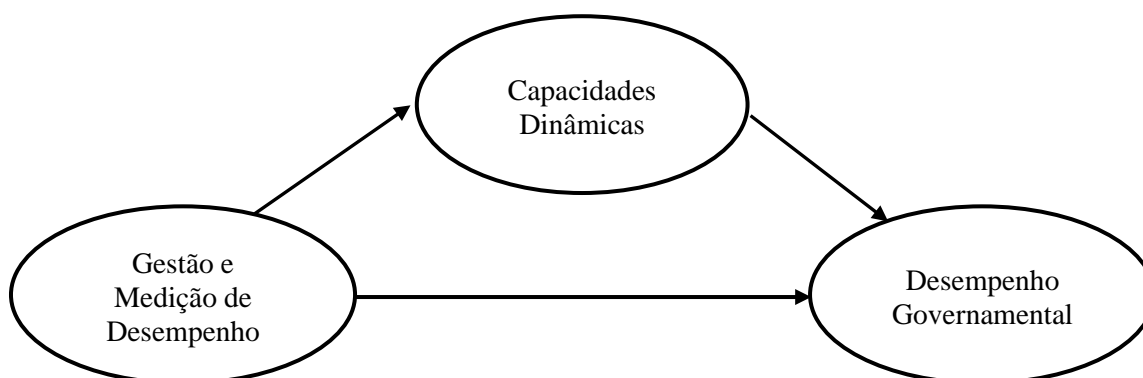 Capacidades
Dinâmicas
Gestão e
Medição de
Desempenho
Desempenho
Governamental